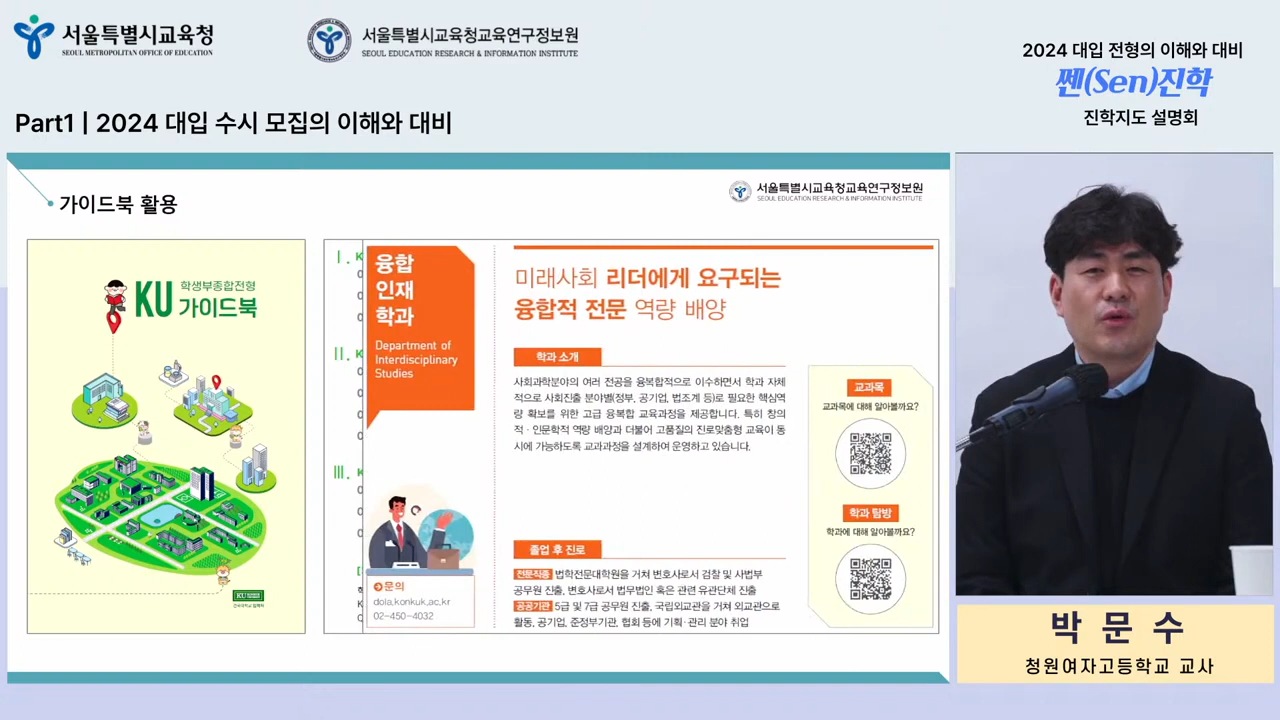 서울특별시교육청
SEOUL METROPOLITAN OFFICE OF EDUCATION
서울특별시교육청교육연구정보원
SEOUL EDUCATION RESEARCH & INFORMATION INSTITUTE
2024 대입 전형의 이해와 대비
쎈(Sen)진학
진학지도 설명회
Part1 | 2024 대입 수시 모집의 이해와 대비
가이드북 활용
서울특별시교육청교육연구정보원
SEOUL EDUCATION RESEARCH & INFORMATION INSTITUTE
KU 학생부종합전형
가이드북
KU
Ⅰ. K
Ⅱ. K
Ⅲ. K
융합
인재
학과
Department of
Interdisciplinary
Studies
문의
dola.konkuk.ac.kr
02-450-4032
미래사회 리더에게 요구되는
융합적 전문 역량 배양
학과 소개
사회과학분야의 여러 전공을 융복합적으로 이수하면서 학과 자체
적으로 사회진출 분야별(정부, 공기업, 법조계 등)로 필요한 핵심역
량 확보를 위한 고급 융복합 교육과정을 제공합니다. 특히 창의
적·인문학적 역량 배양과 더불어 고품질의 진로맞춤형 교육이 동
시에 가능하도록 교과과정을 설계하여 운영하고 있습니다.
졸업 후 진로
전문직종 법학전문대학원을 거쳐 변호사로서 검찰 및 사법부
공무원 진출, 변호사로서 법무법인 혹은 관련 유관단체 진출
공공기관 5급 및 7급 공무원 진출, 국립외교관을 거쳐 외교관으로
활동, 공기업, 준정부기관, 협회 등에 기획·관리 분야 취업
교과목
교과목에 대해 알아볼까요?
학과 탐방
학과에 대해 알아볼까요?
박문수
청원여자고등학교 교사